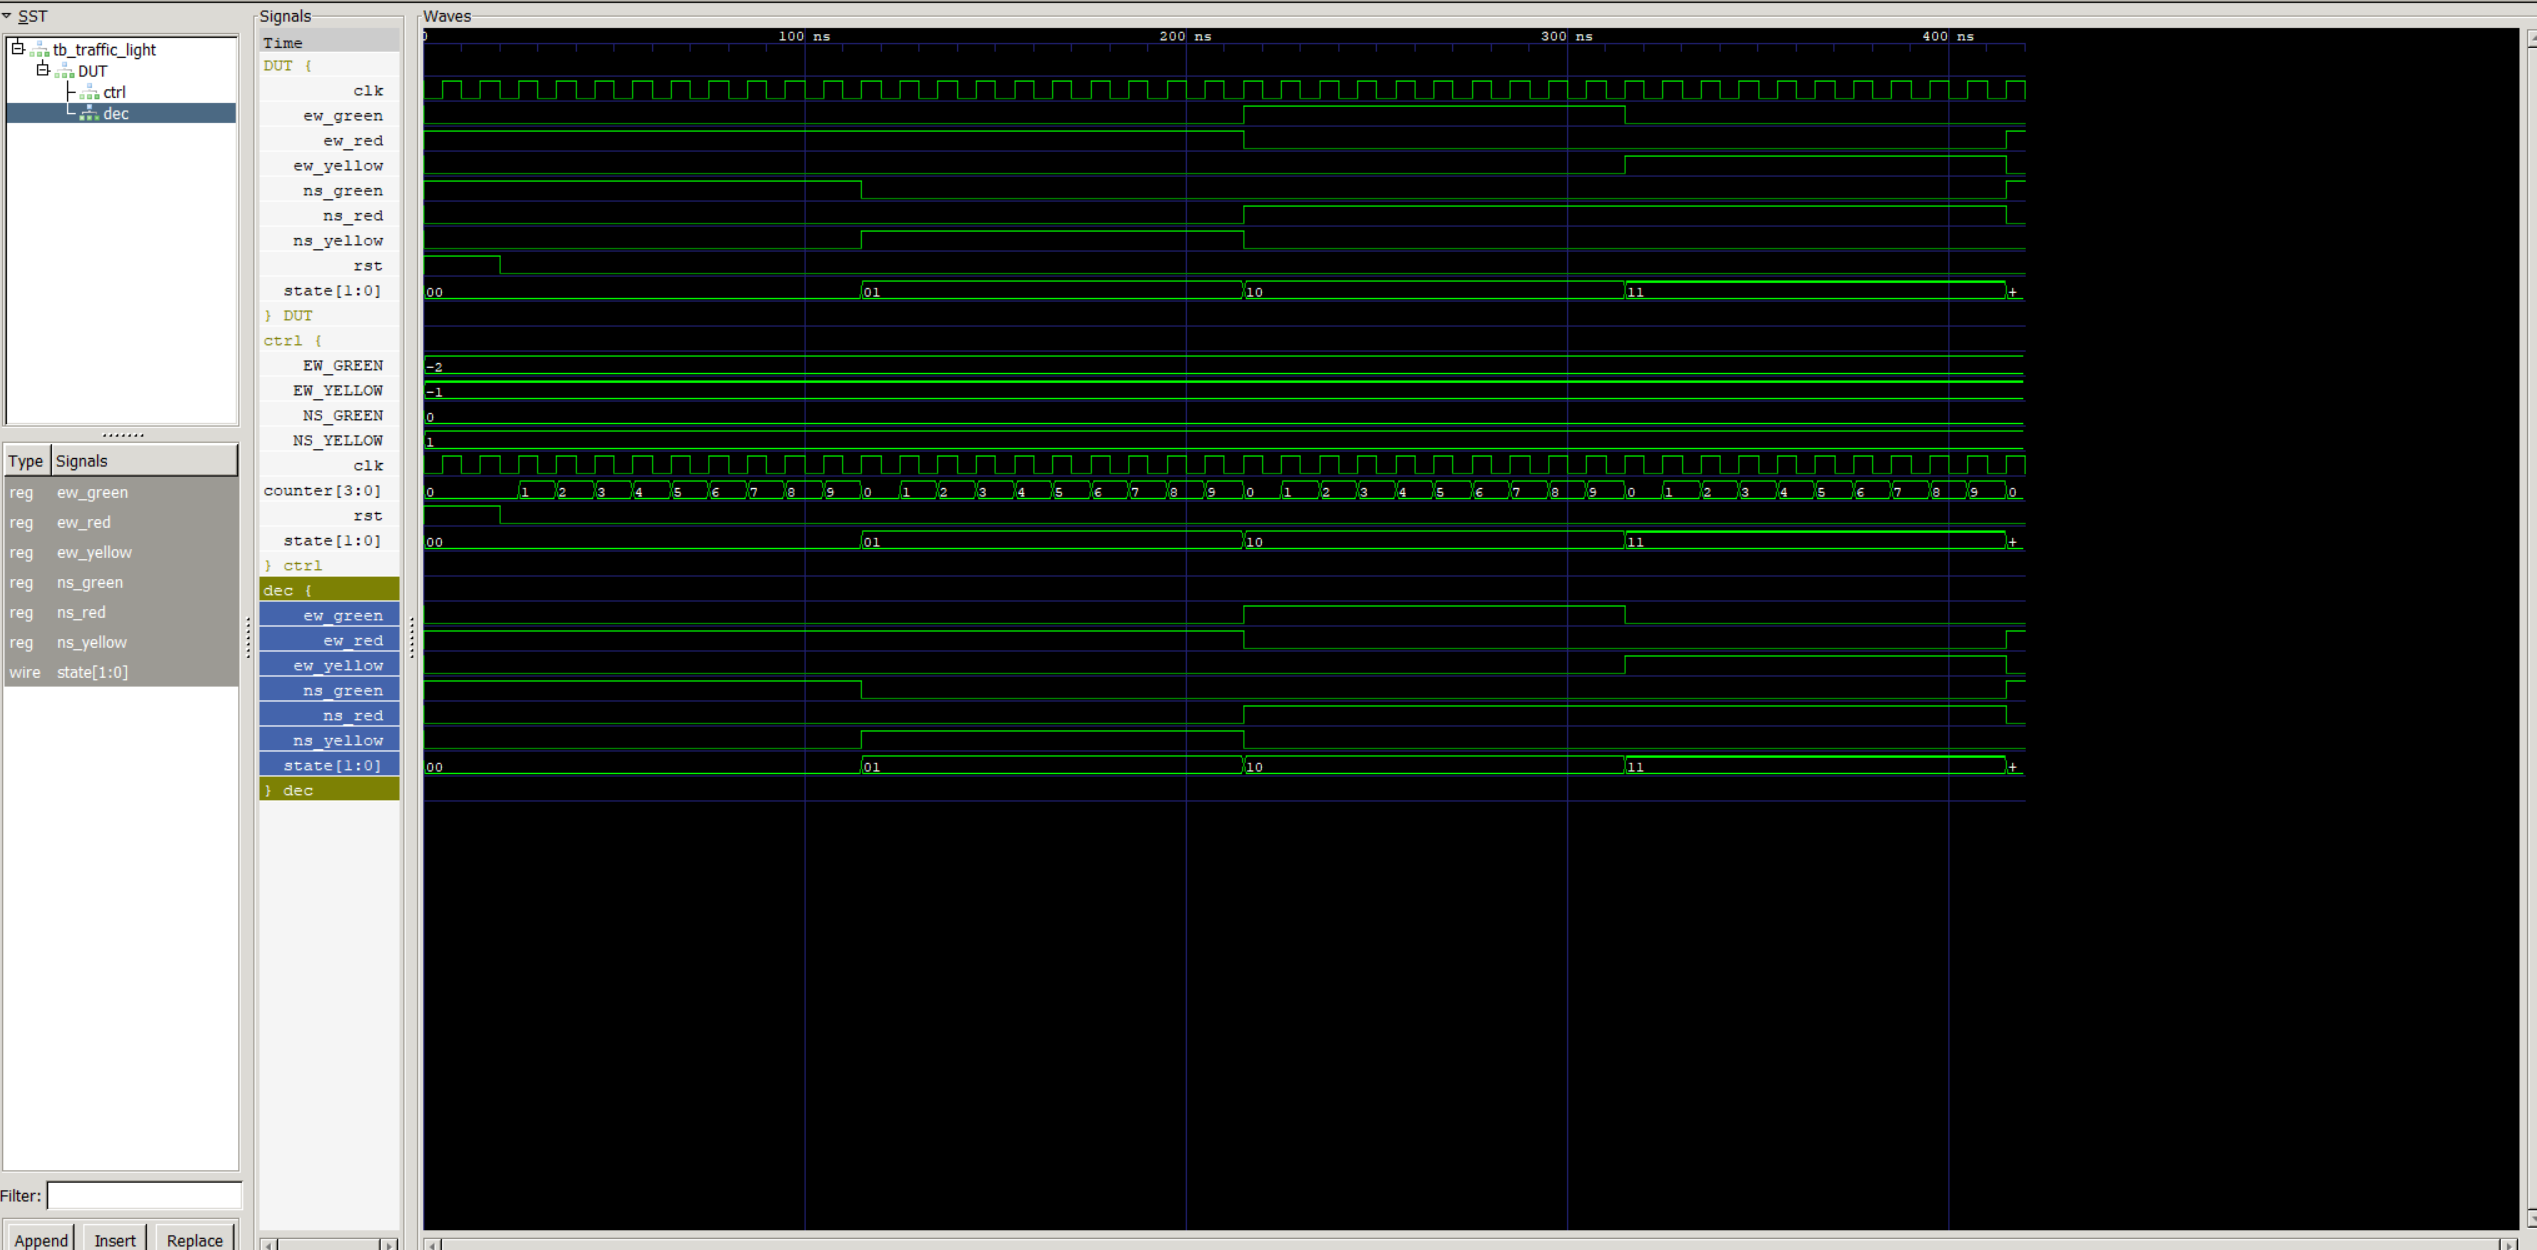 SST
tb_traffic_light
DUT
ctrl
dec
Type Signals
reg ew_green
reg ew_red
reg ew_yellow
reg ns_green
reg ns_red
reg ns_yellow
wire state[1:0]
Filter:
Append Insert Replace
Signals
Time
DUT {
clk
ew_green
ew_red
ew_yellow
ns_green
ns_red
ns_yellow
rst
state[1:0]
} DUT
ctrl {
EW_GREEN
EW_YELLOW
NS_GREEN
NS_YELLOW
clk
counter[3:0]
rst
state[1:0]
} ctrl
dec {
ew_green
ew_red
ew_yellow
ns_green
ns_red
ns_yellow
state[1:0]
} dec
Waves
0 100 ns 200 ns 300 ns 400 ns
00 01 10 11 +
-2
-1
0
1
0 1 2 3 4 5 6 7 8 9 0 1 2 3 4 5 6 7 8 9 0 1 2 3 4 5 6 7 8 9 0 1 2 3 4 5 6 7 8 9 0
00 01 10 11 +
00 01 10 11 +